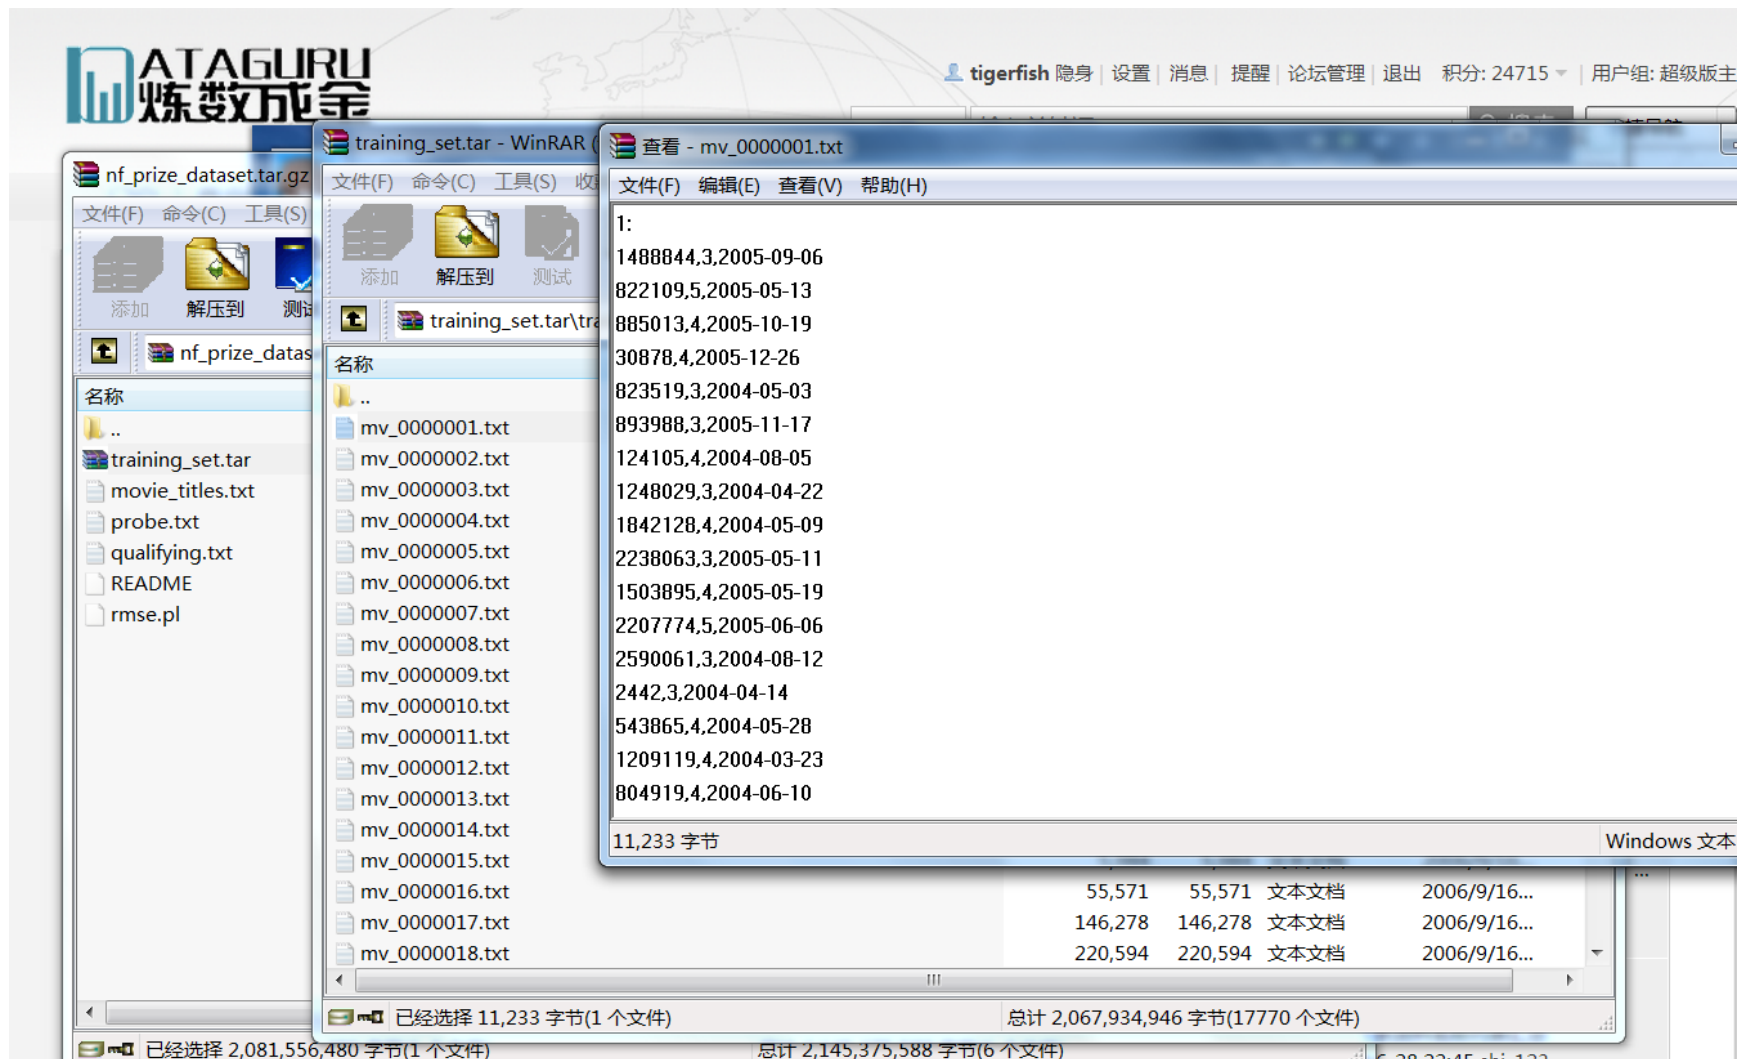 ATAGURU
炼数成金
tigerfish 隐身 | 设置 | 消息 | 提醒 | 论坛管理 | 退出 积分: 24715 | 用户组: 超级版主
nf_prize_dataset.tar.gz
文件(F) 命令(C) 工具(S)
添加 解压到
nf_prize_datas
名称
..
training_set.tar
movie_titles.txt
probe.txt
qualifying.txt
README
rmse.pl
已经选择 2,081,556,480 字节(1 个文件)
总计 2,145,375,588 字节(6 个文件)
training_set.tar - WinRAR (
文件(F) 命令(C) 工具(S) 收
添加 解压到 测试
training_set.tar\tra
名称
..
mv_0000001.txt
mv_0000002.txt
mv_0000003.txt
mv_0000004.txt
mv_0000005.txt
mv_0000006.txt
mv_0000007.txt
mv_0000008.txt
mv_0000009.txt
mv_0000010.txt
mv_0000011.txt
mv_0000012.txt
mv_0000013.txt
mv_0000014.txt
mv_0000015.txt
mv_0000016.txt 55,571 55,571 文本文档 2006/9/16...
mv_0000017.txt 146,278 146,278 文本文档 2006/9/16...
mv_0000018.txt 220,594 220,594 文本文档 2006/9/16...
已经选择 11,233 字节(1 个文件)
总计 2,067,934,946 字节(17770 个文件)
查看 - mv_0000001.txt
文件(F) 编辑(E) 查看(V) 帮助(H)
1:
1488844,3,2005-09-06
822109,5,2005-05-13
885013,4,2005-10-19
30878,4,2005-12-26
823519,3,2004-05-03
893988,3,2005-11-17
124105,4,2004-08-05
1248029,3,2004-04-22
1842128,4,2004-05-09
2238063,3,2005-05-11
1503895,4,2005-05-19
2207774,5,2005-06-06
2590061,3,2004-08-12
2442,3,2004-04-14
543865,4,2004-05-28
1209119,4,2004-03-23
804919,4,2004-06-10
11,233 字节
Windows 文本